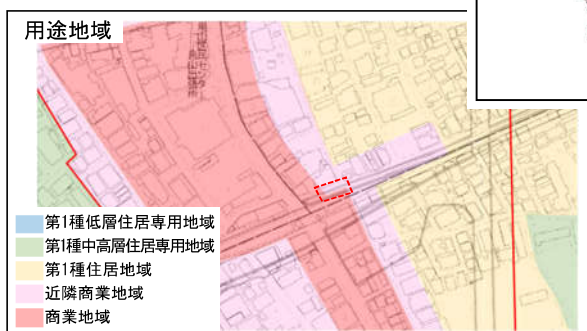 用途地域
第1種低層住居専用地域
第1種中高層住居専用地域
第1種住居地域
近隣商業地域
商業地域